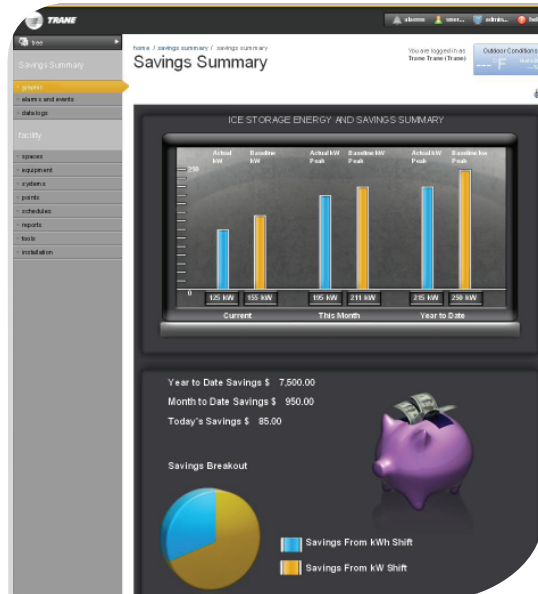 TRANE
alarms user... admin... help
tree
Savings Summary
graphic
alarms and events
data logs
Facility
spaces
equipment
systems
points
schedules
reports
tools
installation
home / savings summary / savings summary
Savings Summary
You are logged in as
Trane Trane (Trane)
Outdoor Conditions
---°F
ICE STORAGE ENERGY AND SAVINGS SUMMARY
Actual kW Baseline kW Actual kW Peak Baseline kW Peak Actual kW Peak Baseline kw Peak
250
0
125 kW 155 kW 195 kW 211 kW 215 kW 250 kW
Current This Month Year to Date
Year to Date Savings $ 7,500.00
Month to Date Savings $ 950.00
Today's Savings $ 85.00
Savings Breakout
Savings From kWh Shift
Savings From kW Shift